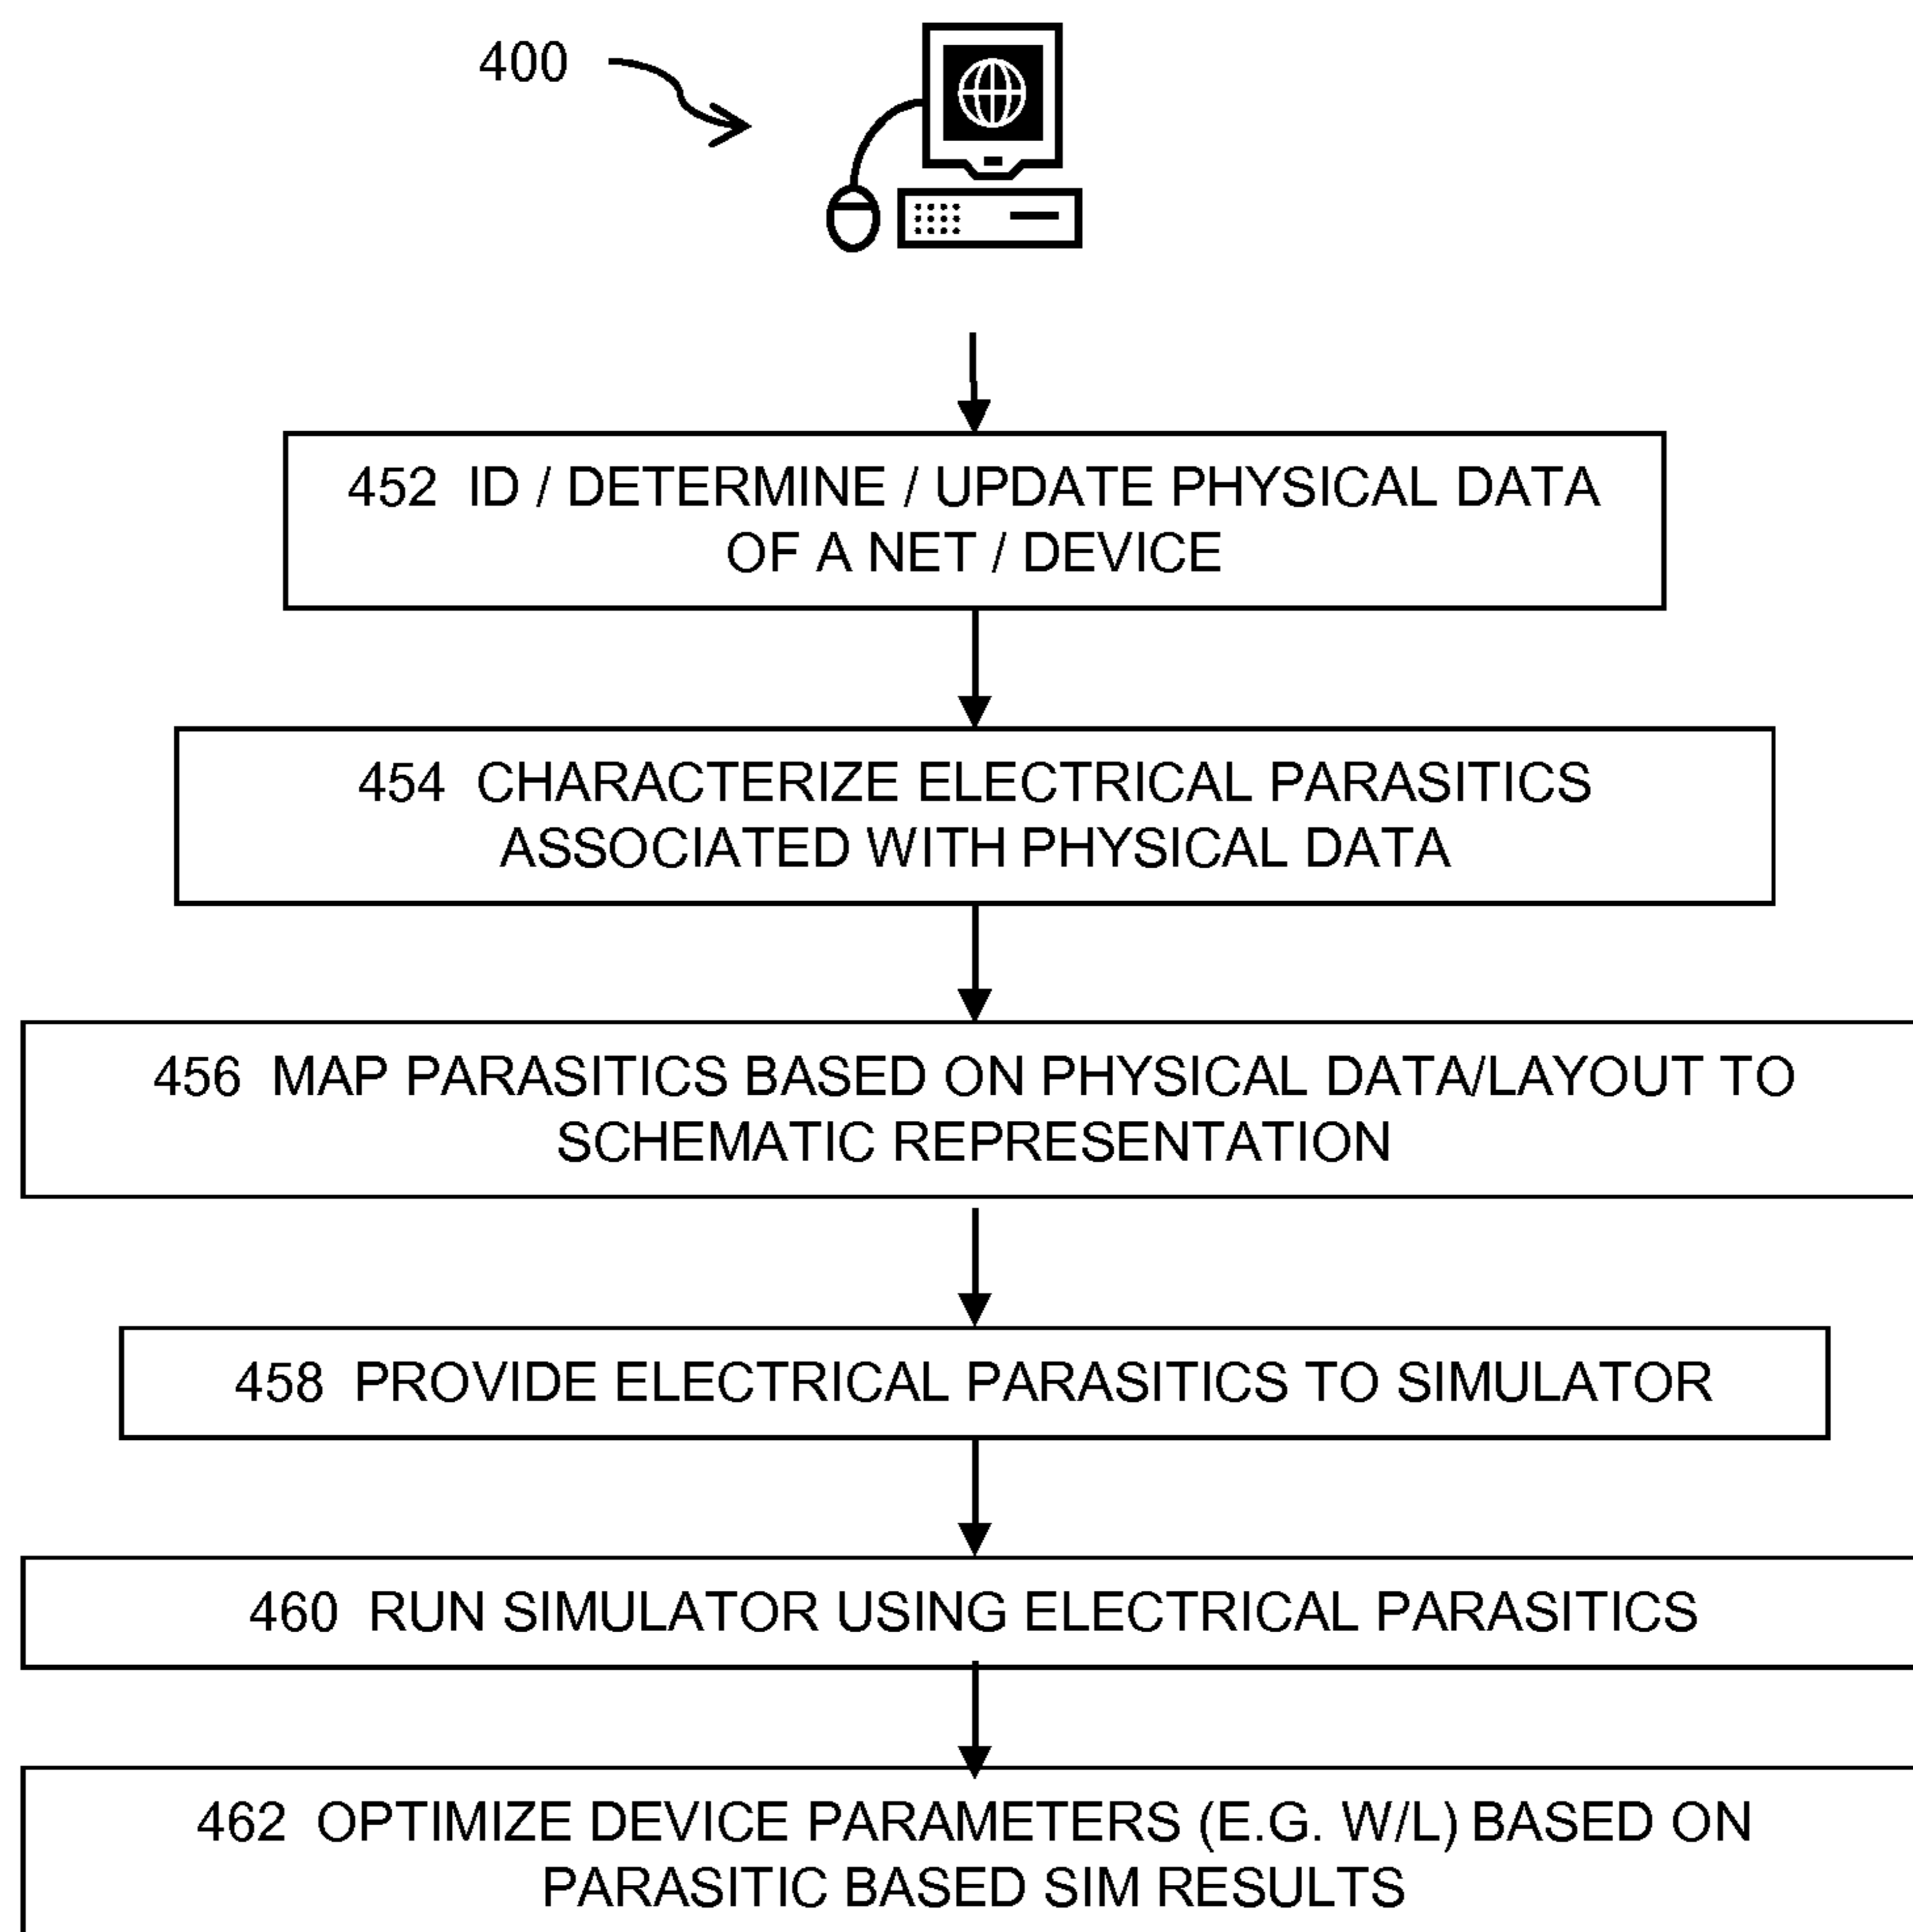 400
452 ID / DETERMINE / UPDATE PHYSICAL DATA
OF A NET / DEVICE
454 CHARACTERIZE ELECTRICAL PARASITICS
ASSOCIATED WITH PHYSICAL DATA
456 MAP PARASITICS BASED ON PHYSICAL DATA/LAYOUT TO
SCHEMATIC REPRESENTATION
458 PROVIDE ELECTRICAL PARASITICS TO SIMULATOR
460 RUN SIMULATOR USING ELECTRICAL PARASITICS
462 OPTIMIZE DEVICE PARAMETERS (E.G. W/L) BASED ON
PARASITIC BASED SIM RESULTS